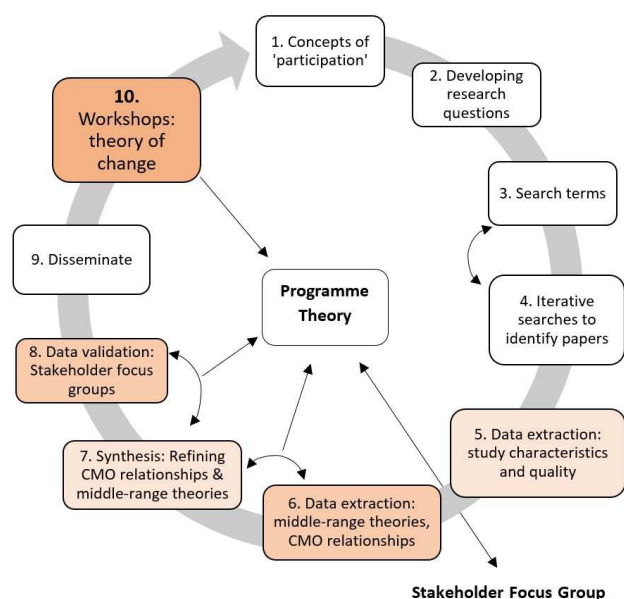 1. Concepts of
'participation'
2. Developing
research
questions
3. Search terms
4. Iterative
searches to
identify papers
5. Data extraction:
study characteristics
and quality
6. Data extraction:
middle-range theories,
CMO relationships
7. Synthesis: Refining
CMO relationships &
middle-range theories
8. Data validation:
Stakeholder focus
groups
9. Disseminate
10.
Workshops:
theory of
change
Programme
Theory
Stakeholder Focus Group